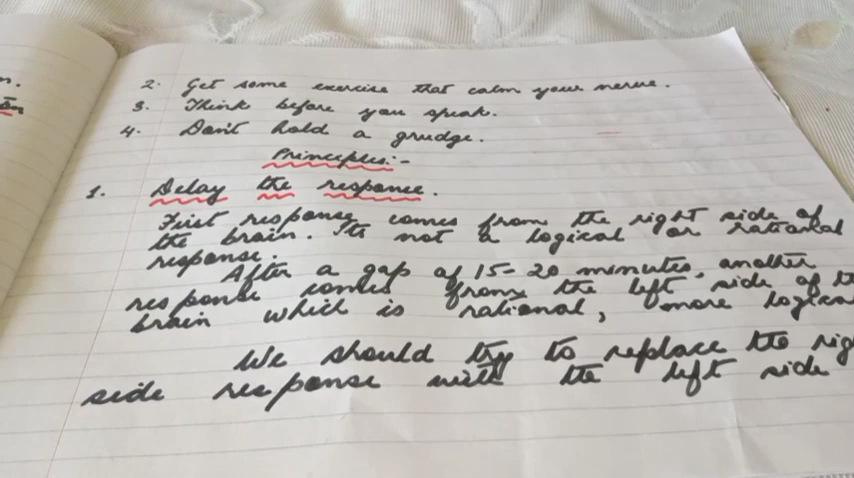 n.
2. Get some exercise that calm your nerve.
3. Think before you speak.
4. Don't hold a grudge.
Principles:-
1. Delay the response.
First response comes from the right side of
the brain. Its not a logical or rational
response.
After a gap of 15-20 minutes, another
response comes from the left side of
brain which is rational, more
We should try to replace the
side response with the left side